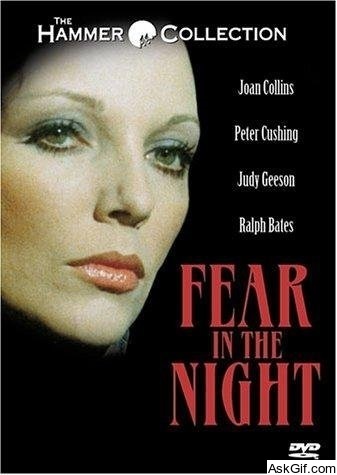 THE
HAMMER COLLECTION
Joan Collins
Peter Cushing
Judy Geeson
Ralph Bates
FEAR
IN THE
NIGHT
DVD
AskGif.com